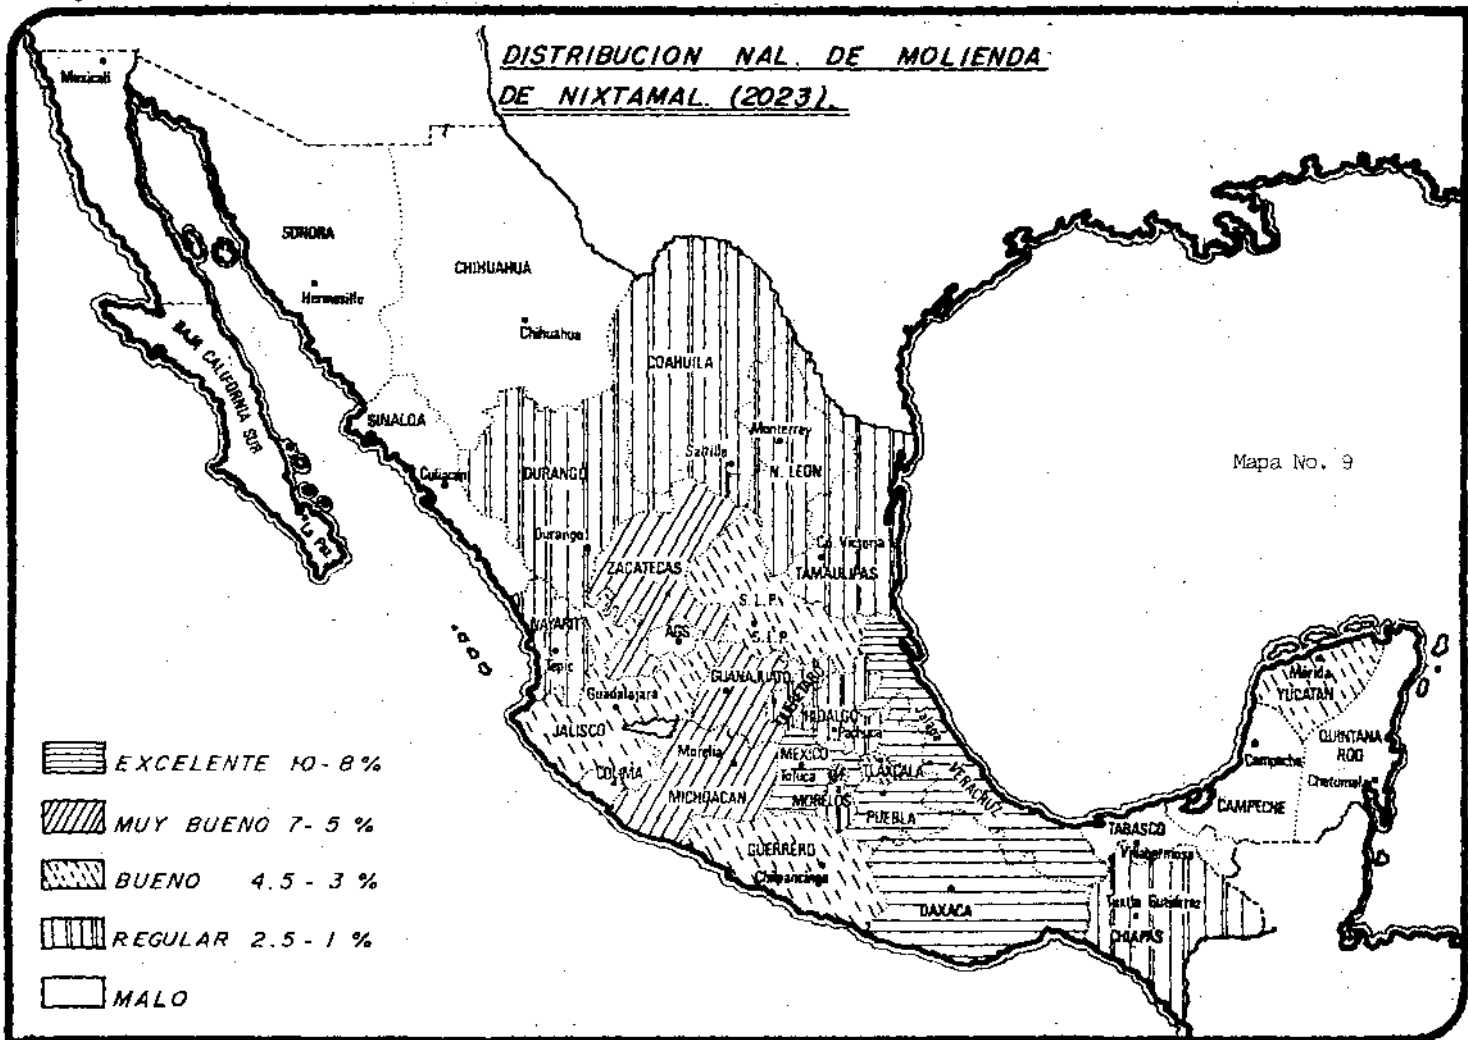 DISTRIBUCION NAL. DE MOLIENDA
DE NIXTAMAL. (2023).
Mexicali
SONORA
Hermosillo
CHIHUAHUA
Chihuahua
BAJA CALIFORNIA SUR
La Paz
SINALOA
Culiacan
COAHUILA
Saltillo
Monterrey
N. LEON
DURANGO
Durango
Cd. Victoria
TAMAULIPAS
ZACATECAS
S.L.P.
S.L.P.
NAYARIT
Tepic
AGS.
Guadalajara
JALISCO
GUANAJUATO
QUERETARO
HIDALGO
Pachuca
Jalapa
VERACRUZ
COLIMA
Morelia
MICHOACAN
MEXICO
Toluca
TLAXCALA
MORELOS
PUEBLA
GUERRERO
Chilpancingo
OAXACA
TABASCO
Villahermosa
Tuxtla Gutiérrez
CHIAPAS
Mérida
YUCATAN
Campeche
CAMPECHE
QUINTANA
ROO
Chetumal
Mapa No. 9
EXCELENTE 10-8%
MUY BUENO 7-5 %
BUENO 4.5-3 %
REGULAR 2.5-1 %
MALO